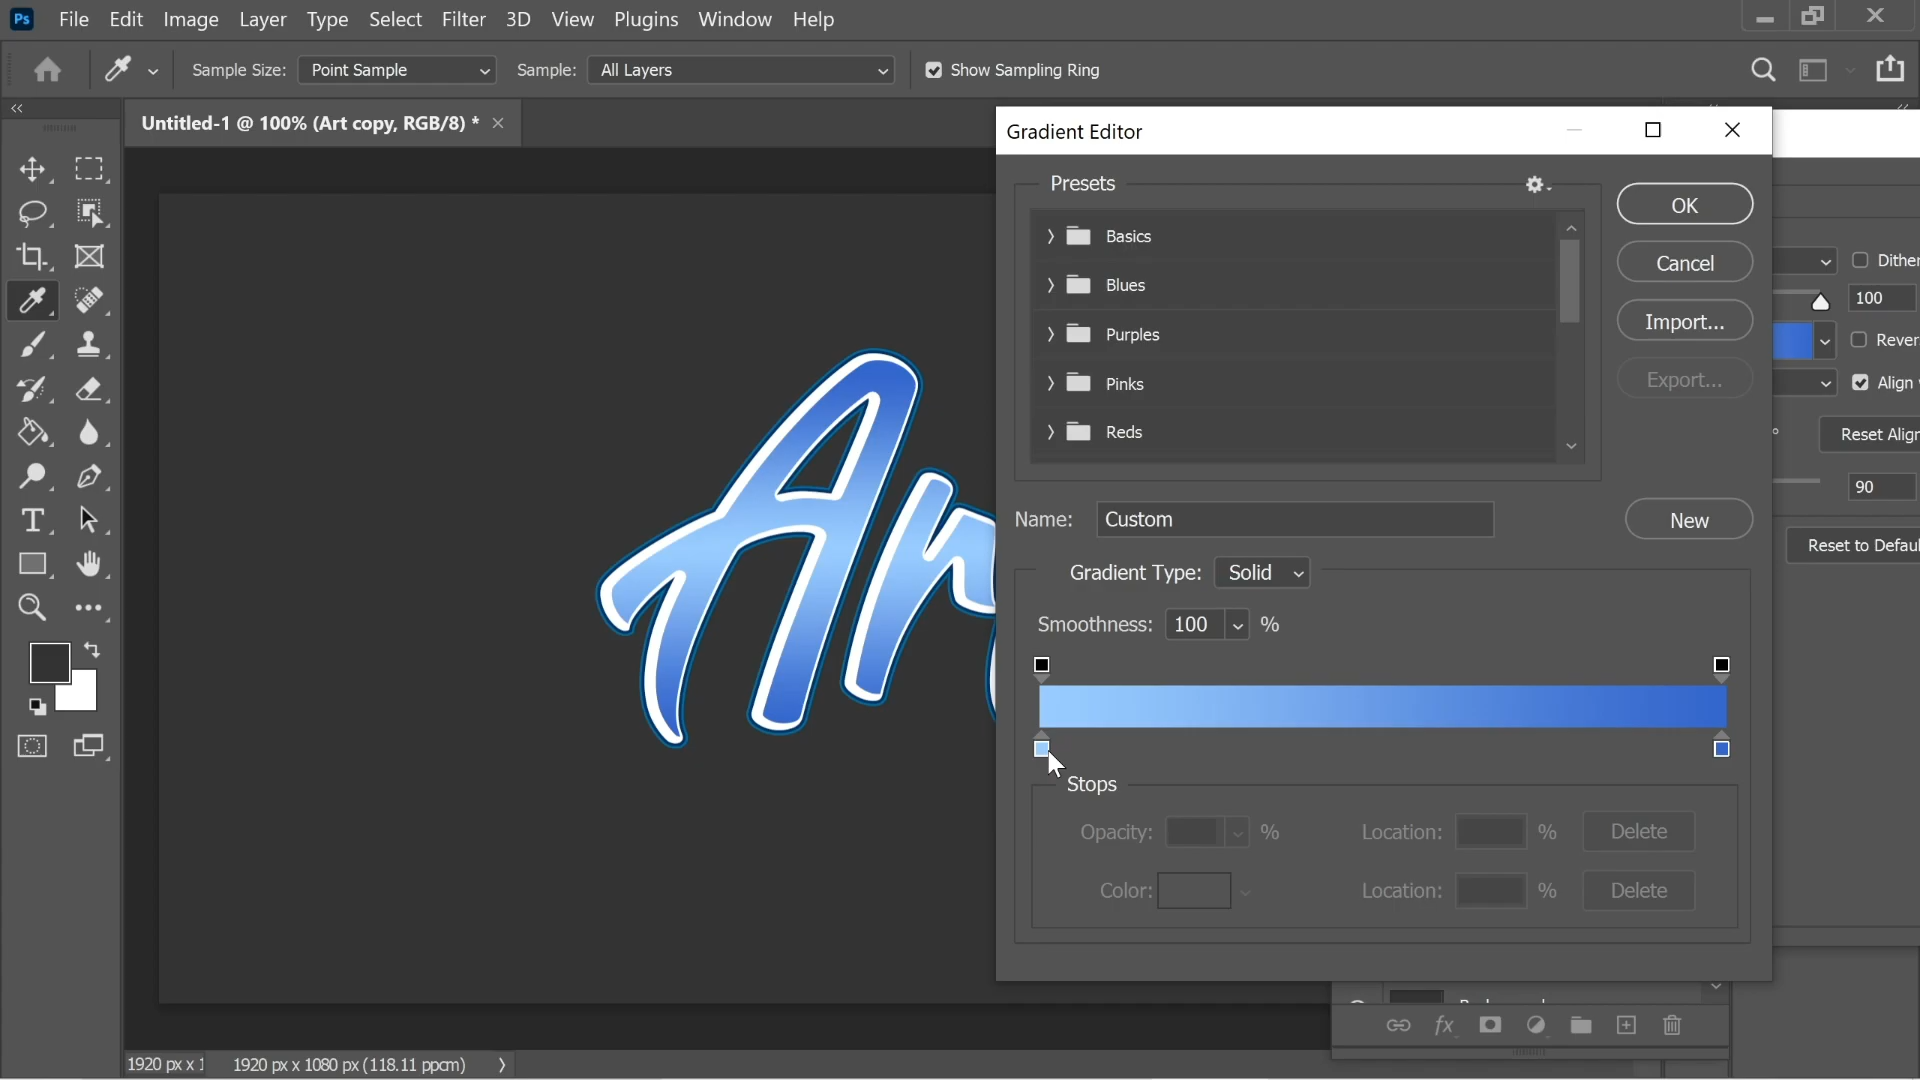 Ps File Edit Image Layer Type Select Filter 3D View Plugins Window Help
Sample Size: Point Sample Sample: All Layers Show Sampling Ring
Untitled-1 @ 100% (Art copy, RGB/8) *
Gradient Editor
Presets
Basics
Blues
Purples
Pinks
Reds
OK
Cancel
Import...
Export...
Name: Custom
New
Gradient Type: Solid
Smoothness: 100 %
Stops
Opacity: % Location: % Delete
Color: Location: % Delete
Dither
100
Rever
Align
Reset Align
90
Reset to Defaul
Ar
fx
1920 px x 1 1920 px x 1080 px (118.11 ppcm)